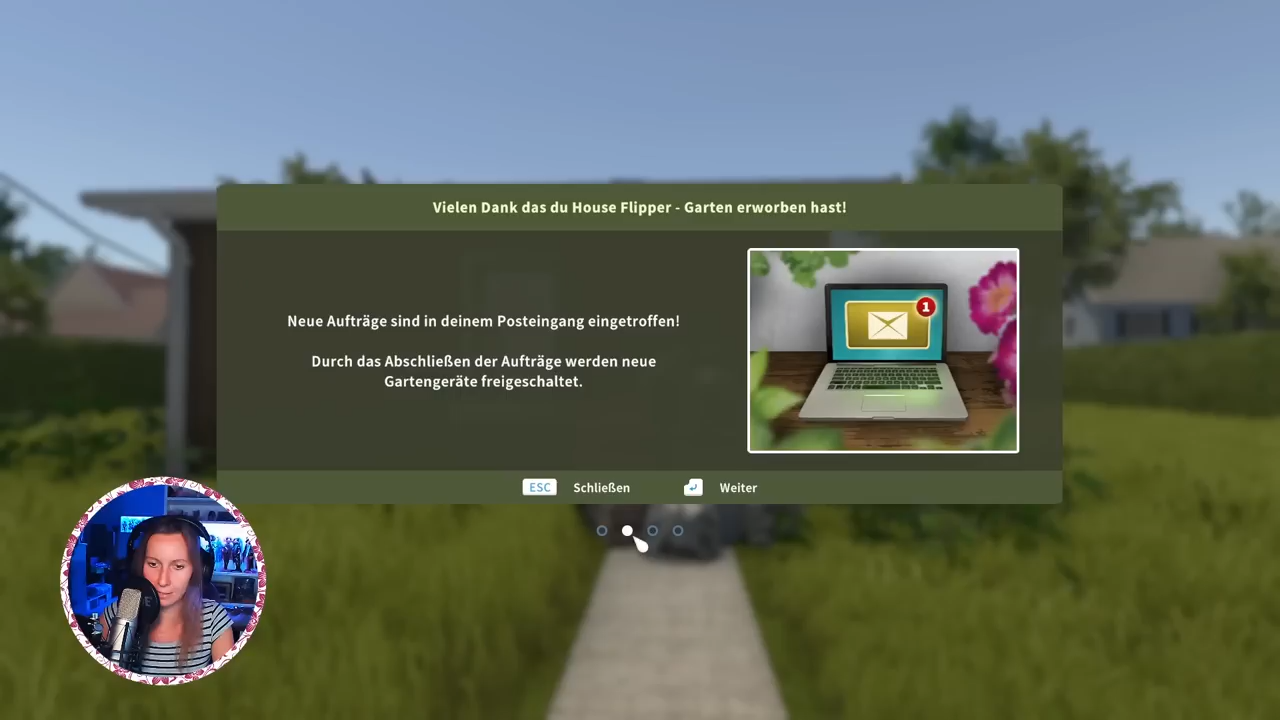 Vielen Dank das du House Flipper - Garten erworben hast!
Neue Aufträge sind in deinem Posteingang eingetroffen!
Durch das Abschließen der Aufträge werden neue
Gartengeräte freigeschaltet.
1
ESC Schließen Weiter